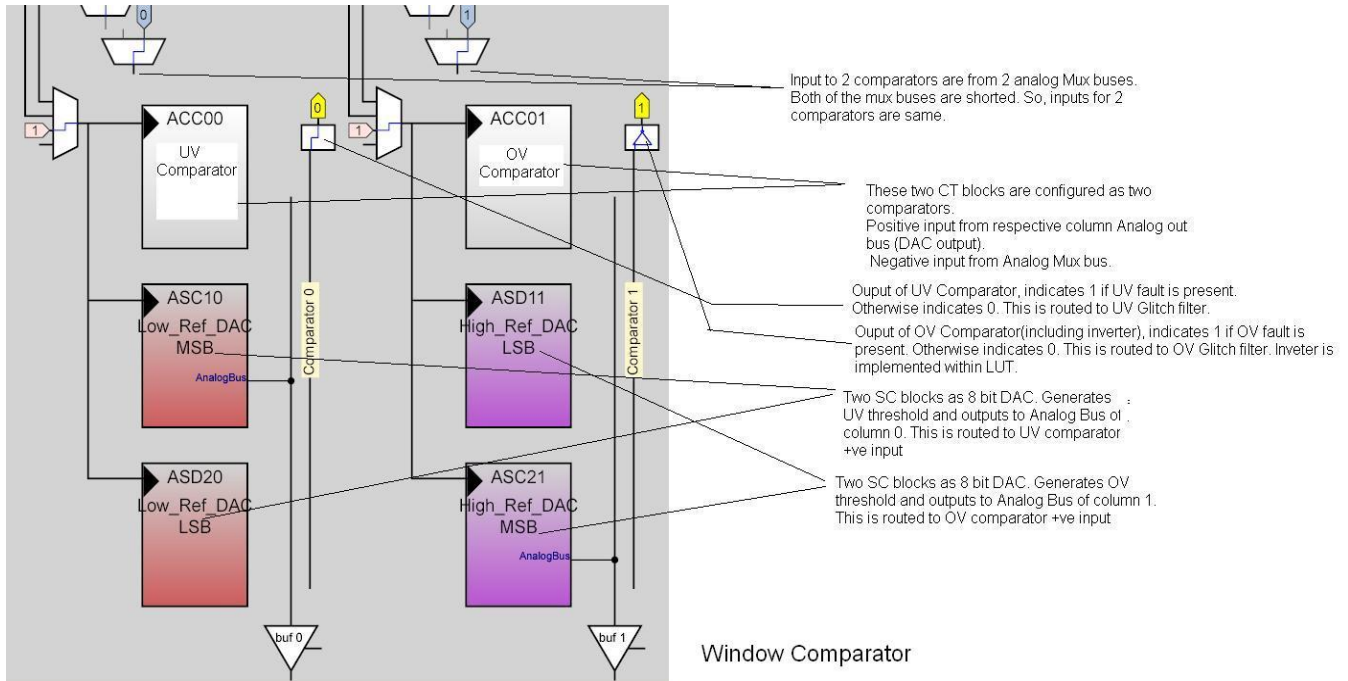 0
1
Input to 2 comparators are from 2 analog Mux buses.
Both of the mux buses are shorted. So, inputs for 2
comparators are same.
1
ACC00
UV
Comparator
0
1
ACC01
OV
Comparator
1
These two CT blocks are configured as two
comparators.
Positive input from respective column Analog out
bus (DAC output).
Negative input from Analog Mux bus.
Ouput of UV Comparator, indicates 1 if UV fault is present.
Otherwise indicates 0. This is routed to UV Glitch filter.
Ouput of OV Comparator(including inverter), indicates 1 if OV fault is
present. Otherwise indicates 0. This is routed to OV Glitch filter. Inveter is
implemented within LUT.
ASC10
Low_Ref_DAC
MSB
AnalogBus
Comparator 0
ASD11
High_Ref_DAC
LSB
Comparator 1
Two SC blocks as 8 bit DAC. Generates
UV threshold and outputs to Analog Bus of
column 0. This is routed to UV comparator
+ve input
ASD20
Low_Ref_DAC
LSB
ASC21
High_Ref_DAC
MSB
AnalogBus
Two SC blocks as 8 bit DAC. Generates OV
threshold and outputs to Analog Bus of column 1.
This is routed to OV comparator +ve input
buf 0
buf 1
Window Comparator